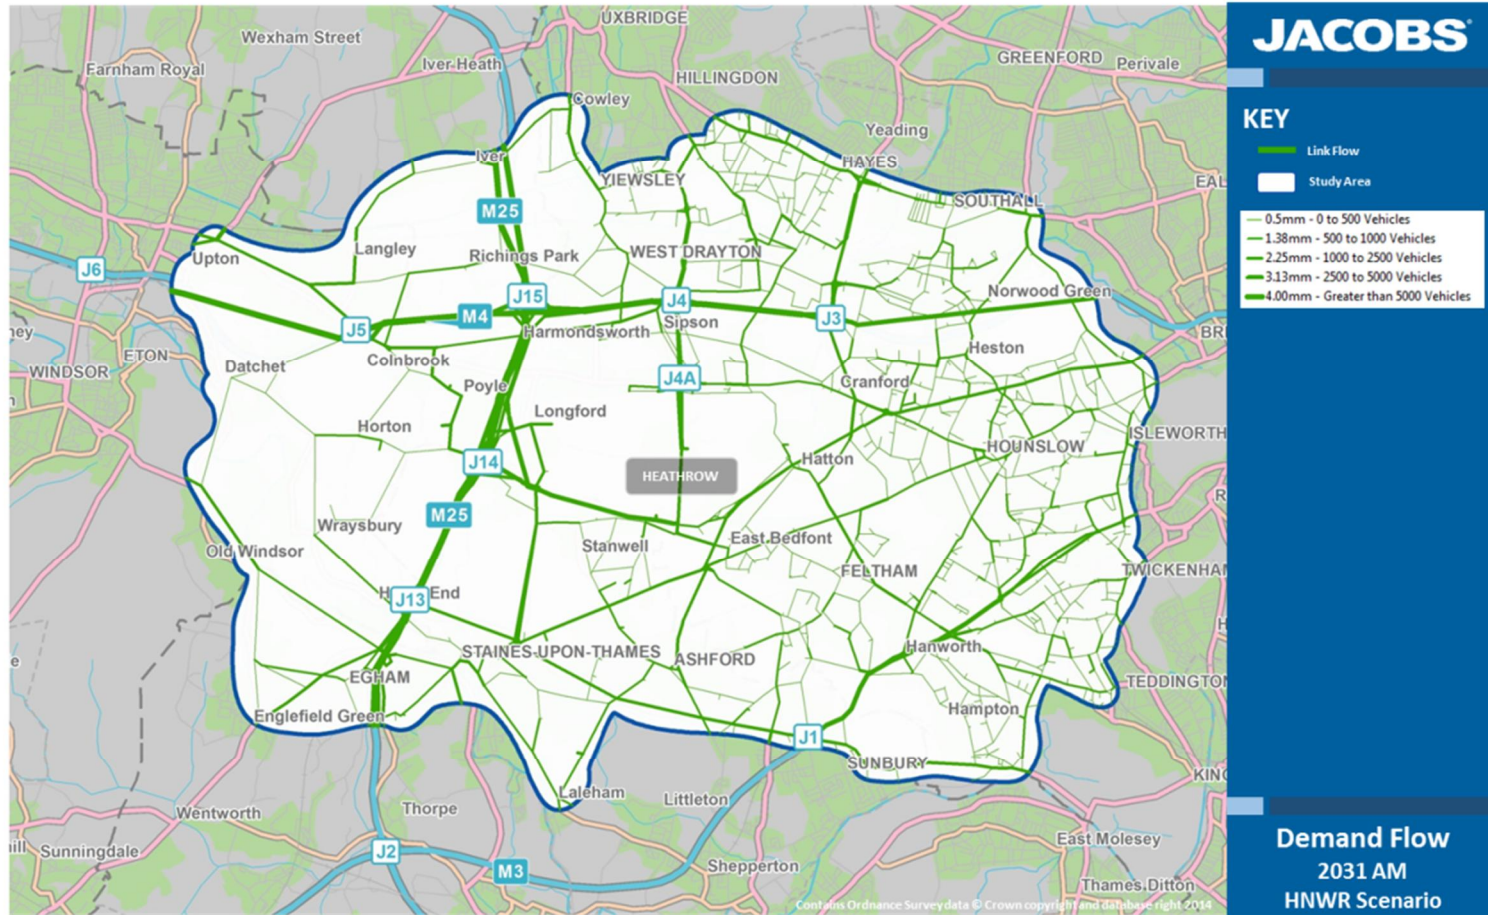 UXBRIDGE
Wexham Street
Iver Heath
Farnham Royal
HILLINGDON
GREENFORD
Perivale
Cowley
Yeading
Iver
HAYES
YIEWSLEY
EAL
SOUTHALL
M25
Langley
Richings Park
WEST DRAYTON
Upton
J6
J15
J4
Norwood Green
M4
J5
Harmondsworth
Sipson
J3
ney
BRE
ETON
Colnbrook
Heston
WINDSOR
Datchet
Poyle
J4A
Cranford
Longford
Horton
ISLEWORTH
HOUNSLOW
J14
Hatton
HEATHROW
R
M25
Wraysbury
East Bedfont
Old Windsor
Stanwell
FELTHAM
TWICKENHAM
J13
End
H
STAINES-UPON-THAMES
ASHFORD
Hanworth
e
EGHAM
TEDDINGTON
Englefield Green
Hampton
J1
SUNBURY
KING
Laleham
Littleton
Wentworth
Thorpe
East Molesey
ill
Sunningdale
J2
M3
Shepperton
Thames Ditton
Contains Ordnance Survey data © Crown copyright and database right 2014
JACOBS
KEY
Link Flow
Study Area
0.5mm - 0 to 500 Vehicles
1.38mm - 500 to 1000 Vehicles
2.25mm - 1000 to 2500 Vehicles
3.13mm - 2500 to 5000 Vehicles
4.00mm - Greater than 5000 Vehicles
Demand Flow
2031 AM
HNWR Scenario